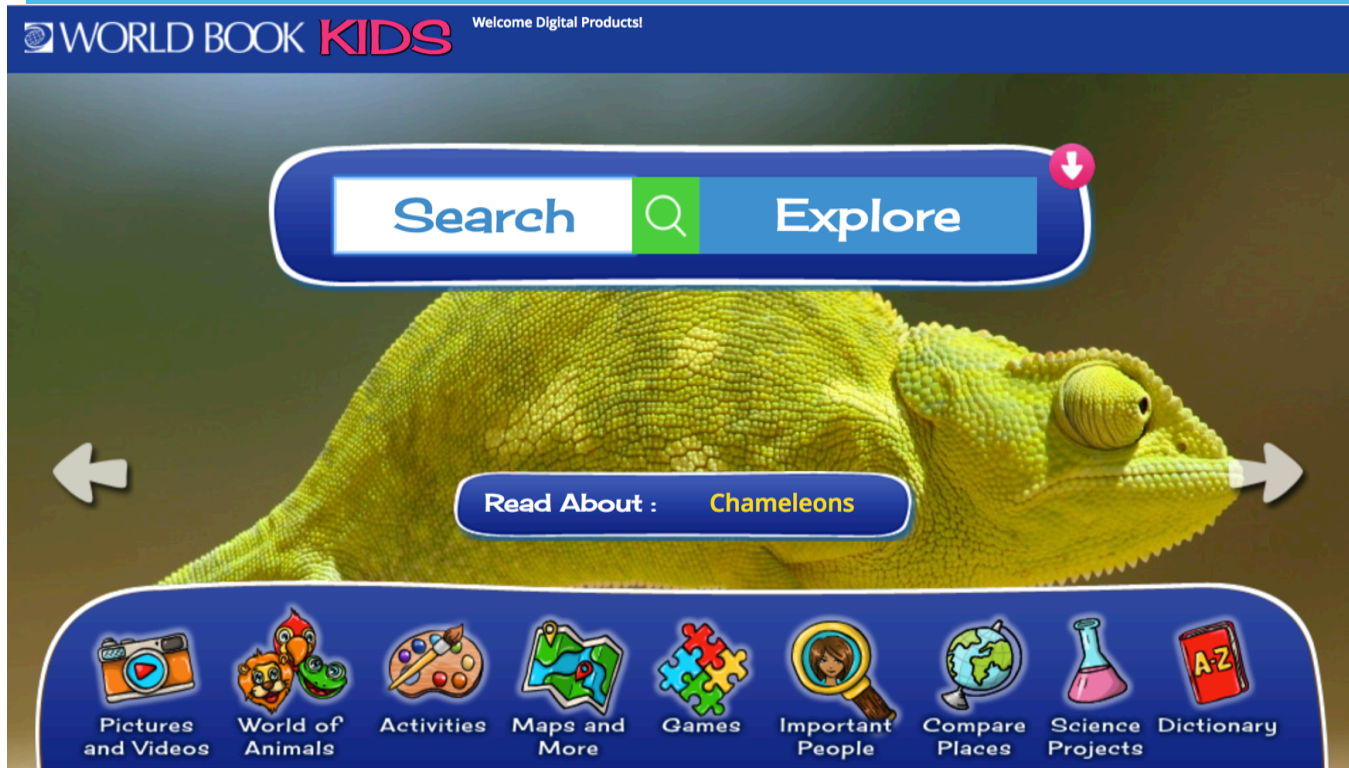 WORLD BOOK KIDS
Welcome Digital Products!
Search
Explore
Read About : Chameleons
Pictures
and Videos
World of
Animals
Activities
Maps and
More
Games
Important
People
Compare
Places
Science
Projects
A-Z
Dictionary